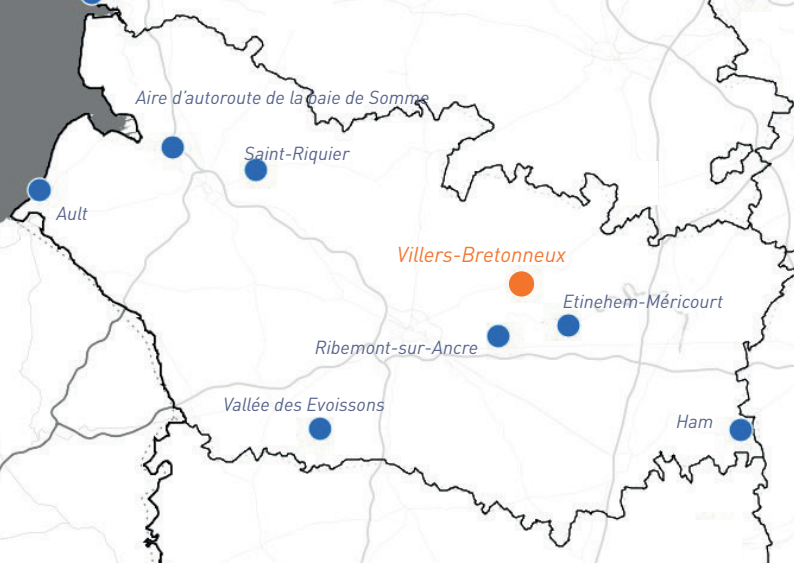 Aire d'autoroute de la baie de Somme
Saint-Riquier
Ault
Villers-Bretonneux
Etinehem-Méricourt
Ribemont-sur-Ancre
Vallée des Evoissons
Ham